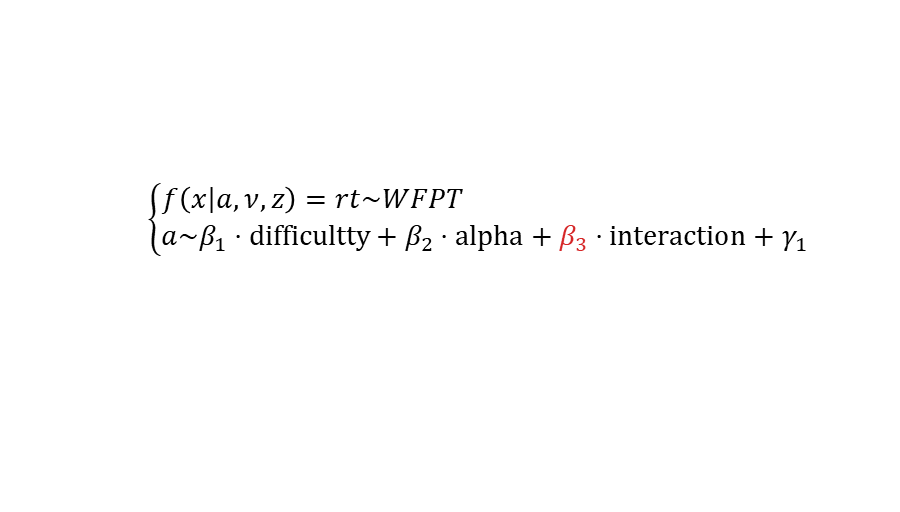 f(x|a, ν, z) = rt~WFPT
a~β₁ · difficultty + β₂ · alpha + β₃ · interaction + γ₁